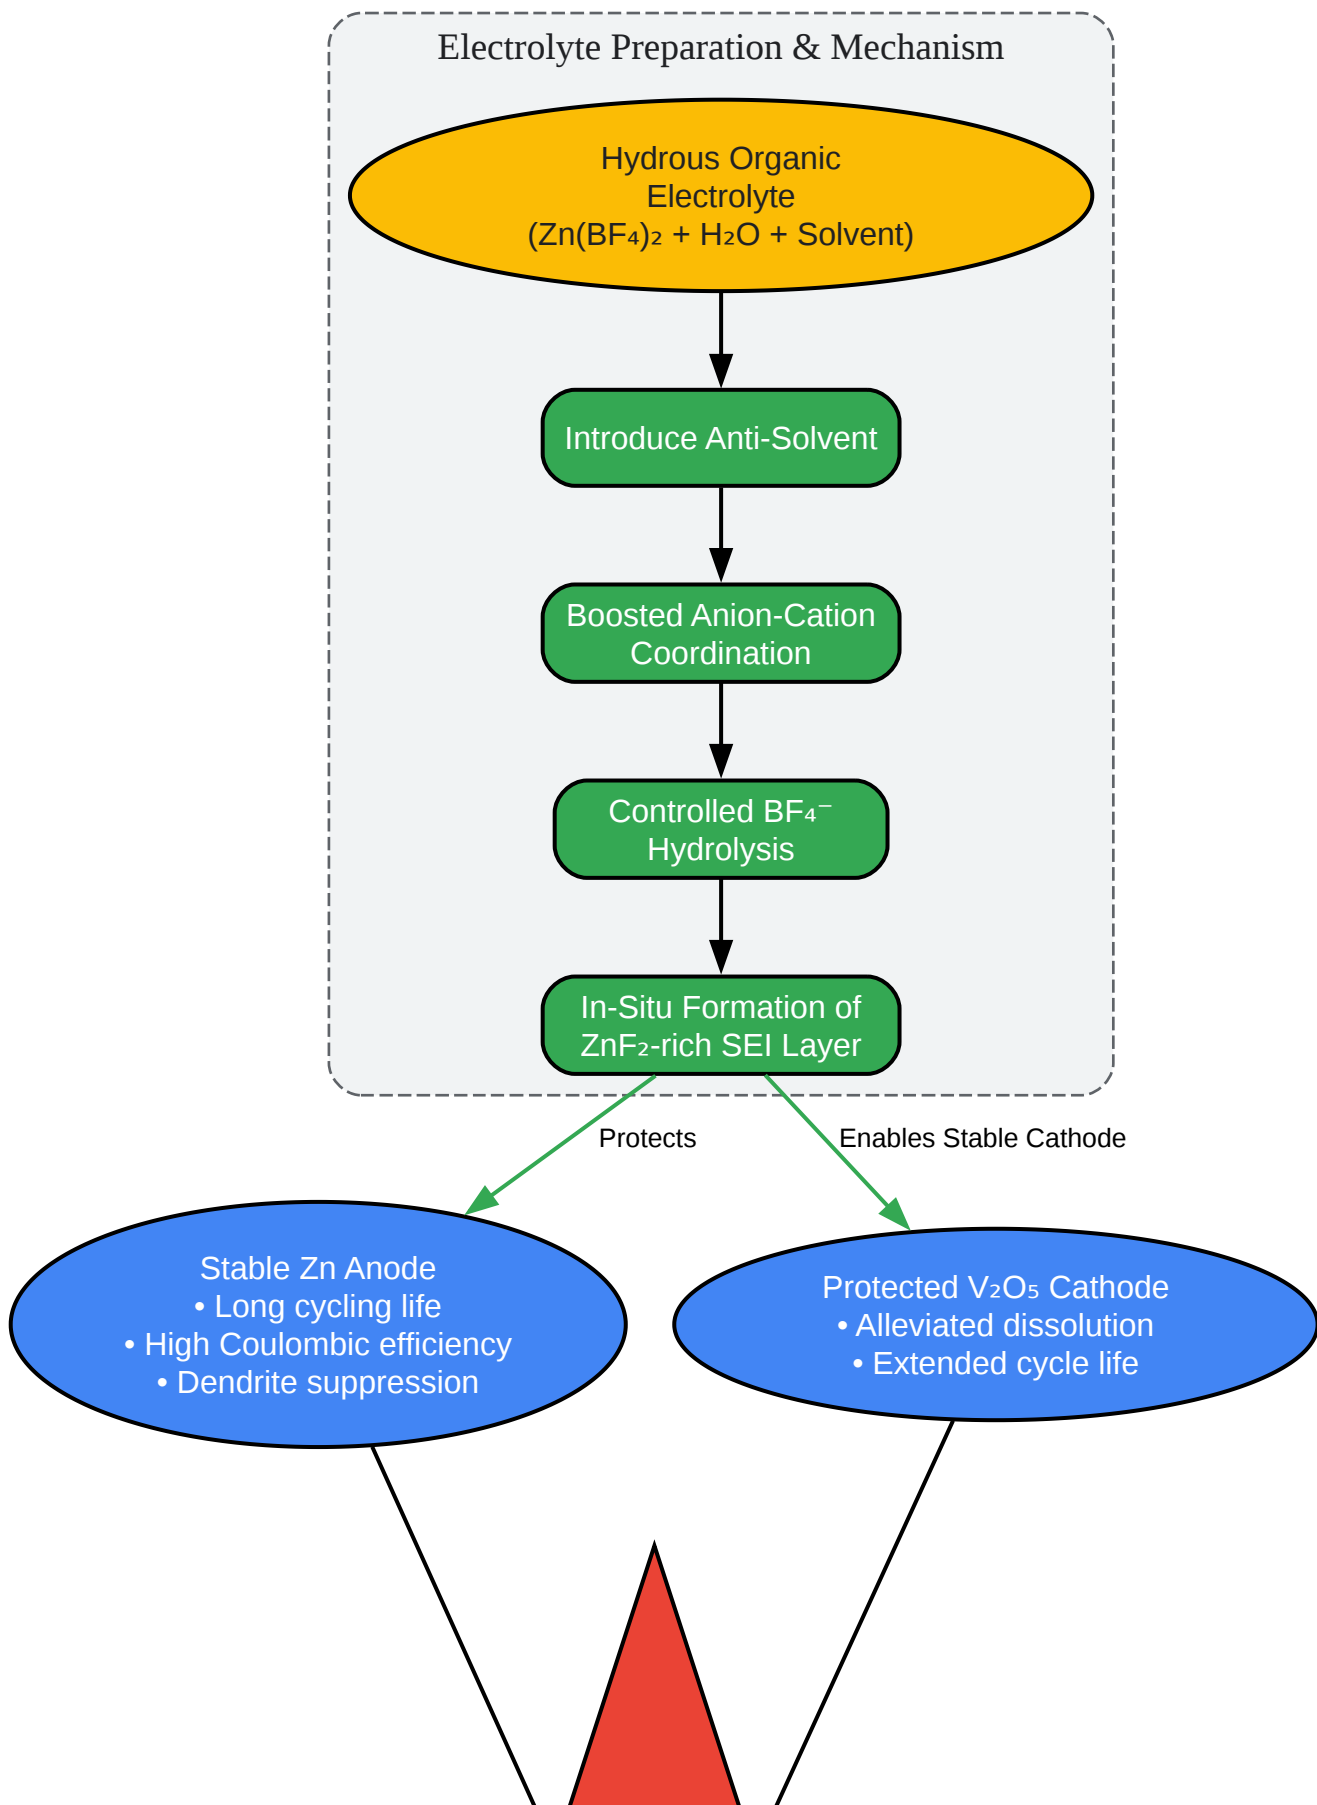 Electrolyte Preparation & Mechanism
Hydrous Organic
Electrolyte
(Zn(BF₄)₂ + H₂O + Solvent)
Introduce Anti-Solvent
Boosted Anion-Cation
Coordination
Controlled BF₄⁻
Hydrolysis
In-Situ Formation of
ZnF₂-rich SEI Layer
Protects
Enables Stable Cathode
Stable Zn Anode
• Long cycling life
• High Coulombic efficiency
• Dendrite suppression
Protected V₂O₅ Cathode
• Alleviated dissolution
• Extended cycle life